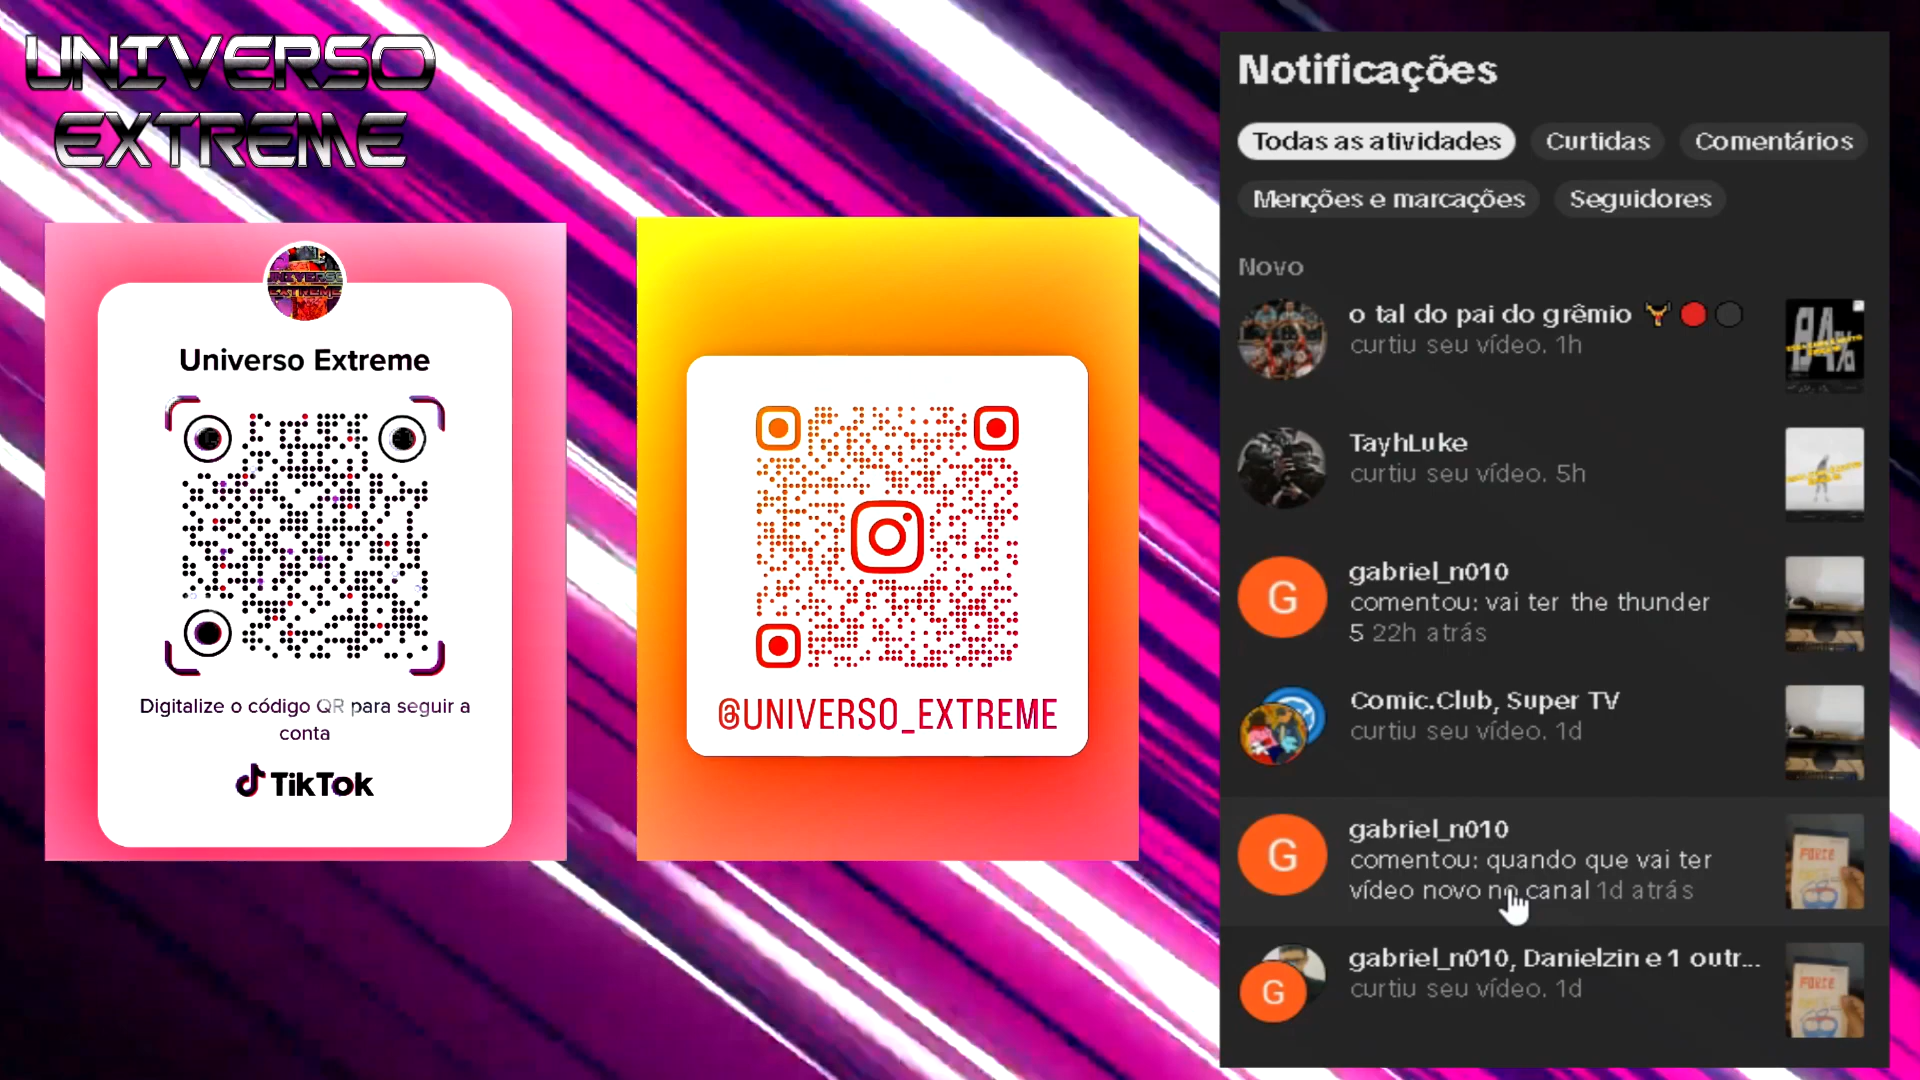 UNIVERSO
EXTREME
Universo Extreme
Digitalize o código QR para seguir a
conta
TikTok
@UNIVERSO_EXTREME
Notificações
Todas as atividades
Curtidas
Comentários
Menções e marcações
Seguidores
Novo
o tal do pai do grêmio
curtiu seu vídeo. 1h
84%
TayhLuke
curtiu seu vídeo. 5h
G
gabriel_n010
comentou: vai ter the thunder
5 22h atrás
Comic.Club, Super TV
curtiu seu vídeo. 1d
G
gabriel_n010
comentou: quando que vai ter
vídeo novo no canal 1d atrás
FORCE
G
gabriel_n010, Danielzin e 1 outr...
curtiu seu vídeo. 1d
FORCE